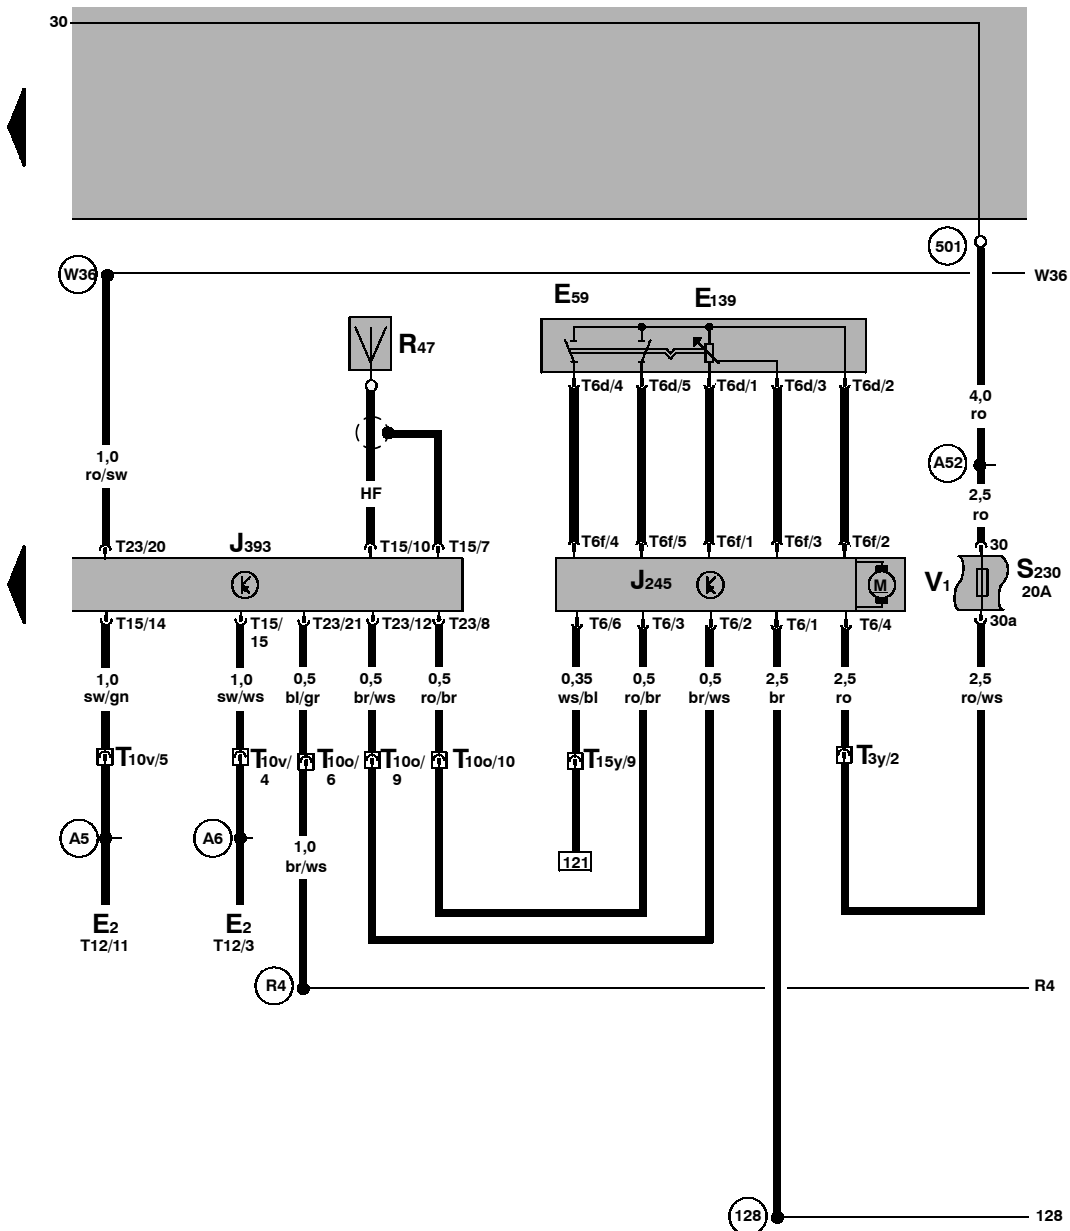 30
501
W36
W36
E59
E139
R47
T6d/4
T6d/5
T6d/1
T6d/3
T6d/2
4,0
ro
1,0
ro/sw
A52
HF
2,5
ro
T23/20
J393
T15/10
T15/7
T6f/4
T6f/5
T6f/1
T6f/3
T6f/2
30
J245
M
V1
S230
20A
T15/14
T15/
15
T23/21
T23/12
T23/8
T6/6
T6/3
T6/2
T6/1
T6/4
30a
1,0
sw/gn
1,0
sw/ws
0,5
bl/gr
0,5
br/ws
0,5
ro/br
0,35
ws/bl
0,5
ro/br
0,5
br/ws
2,5
br
2,5
ro
2,5
ro/ws
T10v/5
T10v/
4
T10o/
6
T10o/
9
T10o/10
T15y/9
T3y/2
A5
A6
1,0
br/ws
121
E2
T12/11
E2
T12/3
R4
R4
128
128